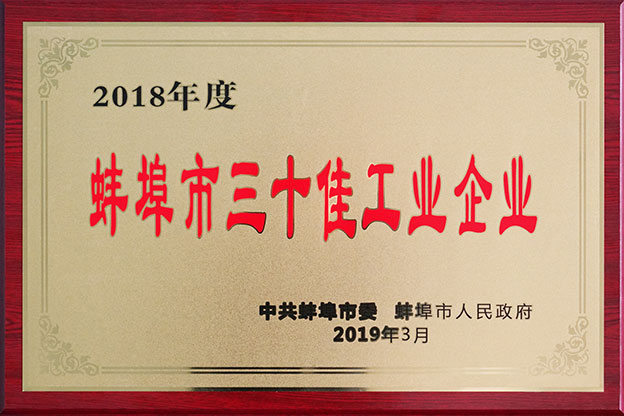 2018年度
蚌埠市三十佳工业企业
中共蚌埠市委 蚌埠市人民政府
2019年3月